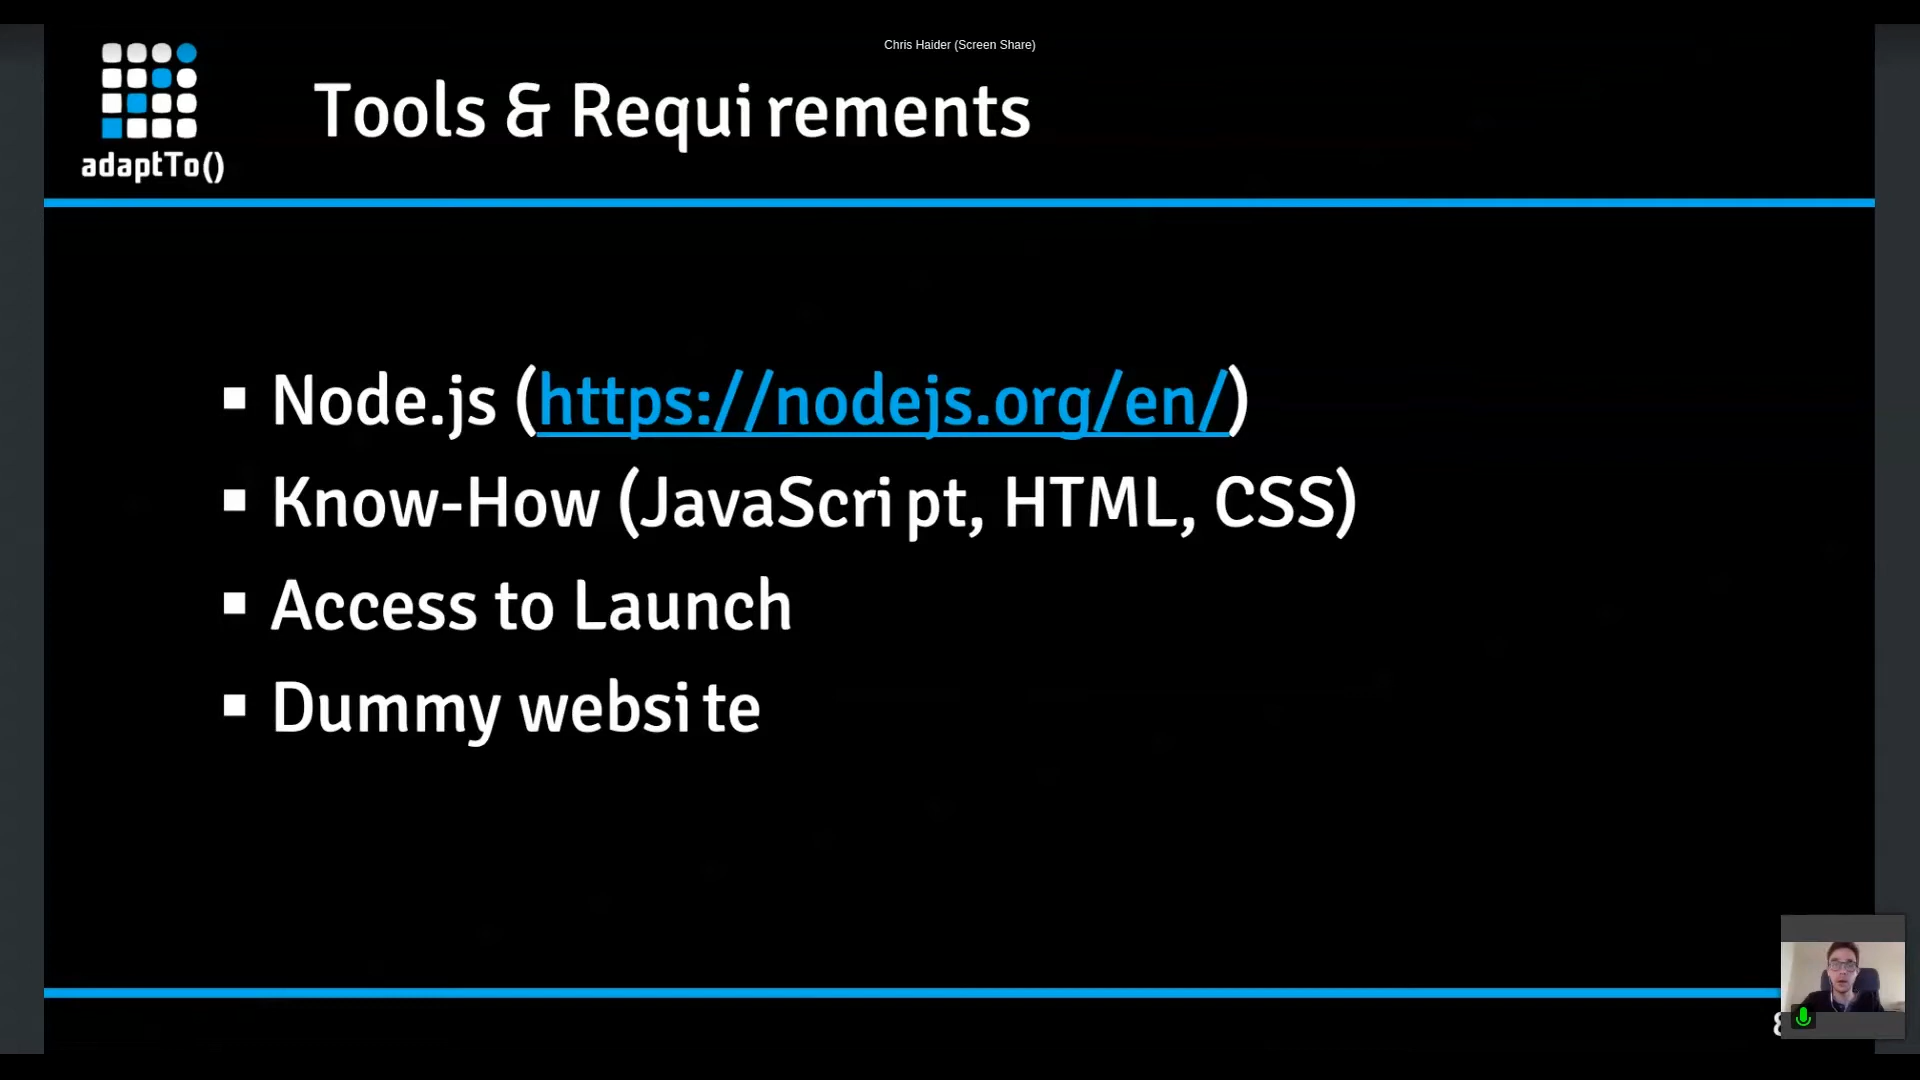 Chris Haider (Screen Share)
adaptTo()
Tools & Requirements
Node.js (https://nodejs.org/en/)
Know-How (JavaScript, HTML, CSS)
Access to Launch
Dummy website